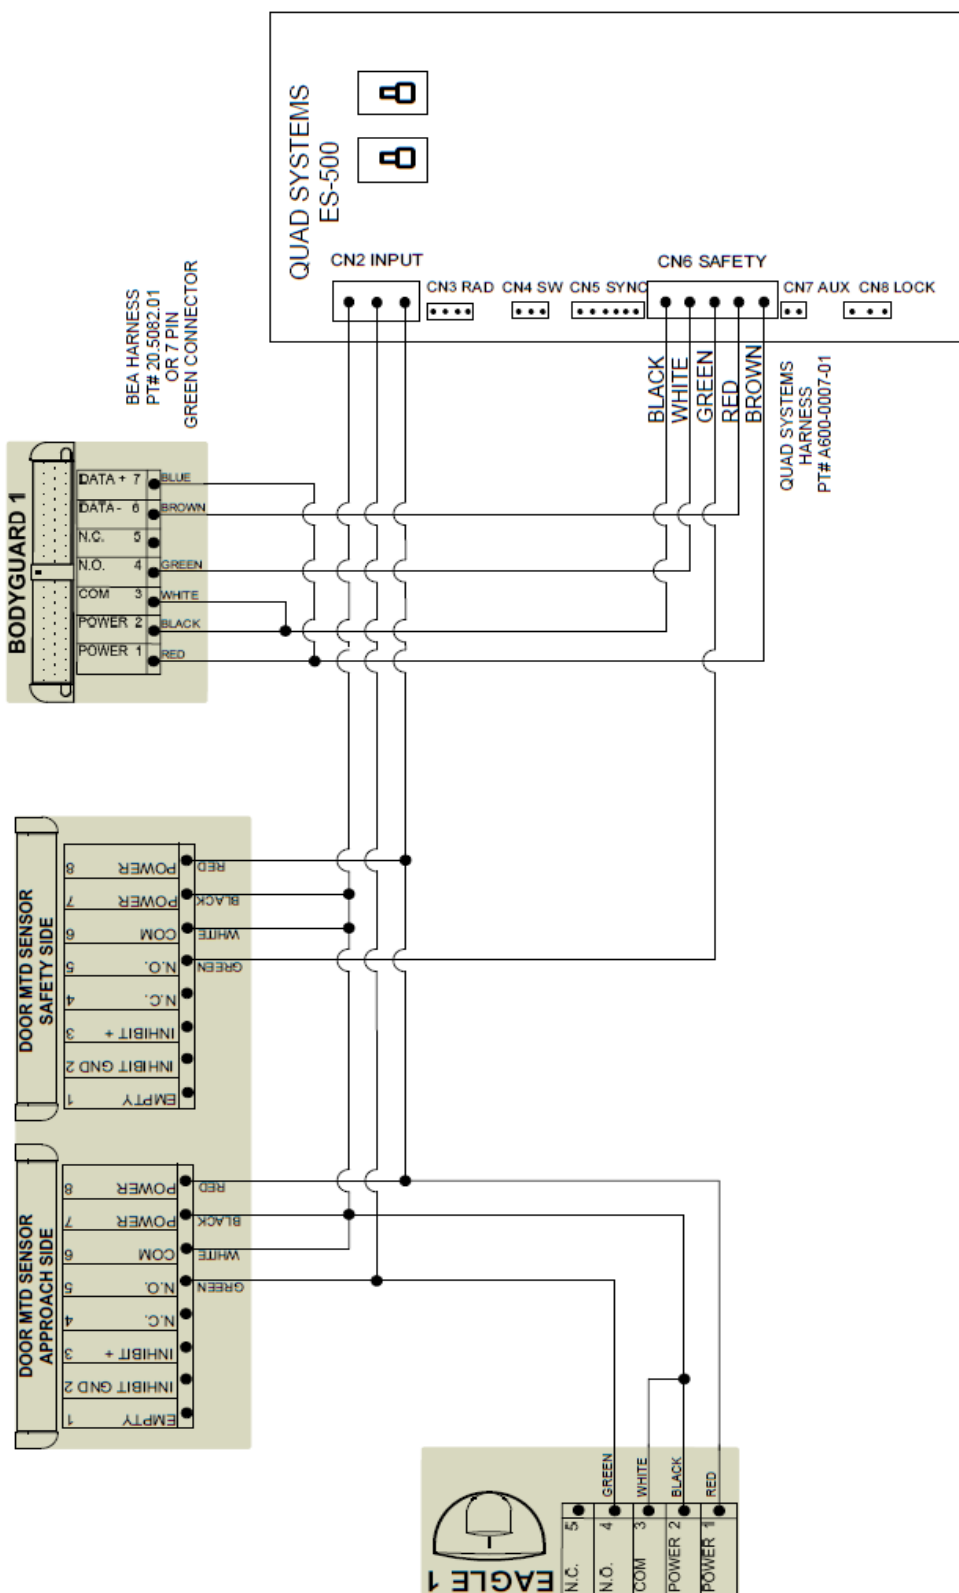 QUAD SYSTEMS
ES-500
CN2 INPUT
CN3 RAD
CN4 SW
CN5 SYNC
CN6 SAFETY
CN7 AUX
CN8 LOCK
BEA HARNESS
PT# 20.5082.01
OR 7 PIN
GREEN CONNECTOR
BLACK
WHITE
GREEN
RED
BROWN
QUAD SYSTEMS
HARNESS
PT# A600-0007-01
BODYGUARD 1
DATA + 7 BLUE
DATA - 6 BROWN
N.C. 5
N.O. 4 GREEN
COM 3 WHITE
POWER 2 BLACK
POWER 1 RED
DOOR MTD SENSOR
SAFETY SIDE
8 POWER RED
7 POWER BLACK
6 COM WHITE
5 N.O. GREEN
4 N.C.
3 INHIBIT +
2 INHIBIT GND
1 EMPTY
DOOR MTD SENSOR
APPROACH SIDE
8 POWER RED
7 POWER BLACK
6 COM WHITE
5 N.O. GREEN
4 N.C.
3 INHIBIT +
2 INHIBIT GND
1 EMPTY
EAGLE 1
N.C. 5
N.O. 4 GREEN
COM 3 WHITE
POWER 2 BLACK
POWER 1 RED